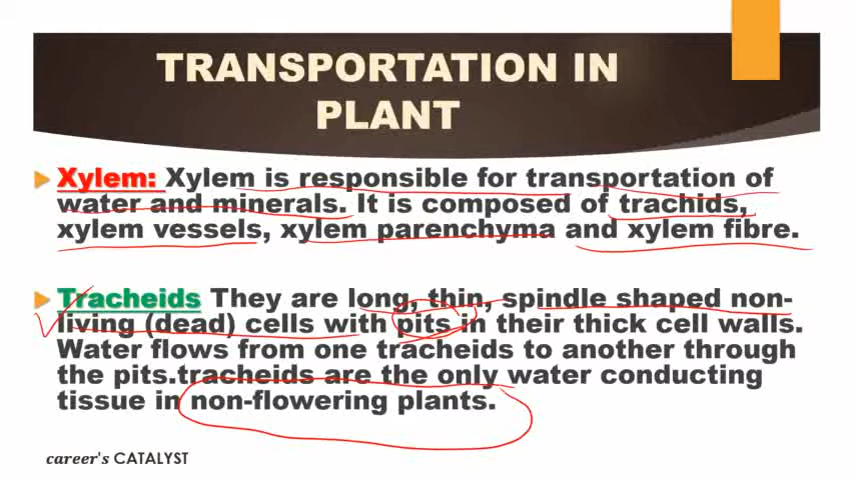 TRANSPORTATION IN
PLANT
Xylem: Xylem is responsible for transportation of
water and minerals. It is composed of trachids,
xylem vessels, xylem parenchyma and xylem fibre.
Tracheids They are long, thin, spindle shaped non-
living (dead) cells with pits in their thick cell walls.
Water flows from one tracheids to another through
the pits.tracheids are the only water conducting
tissue in non-flowering plants.
career's CATALYST